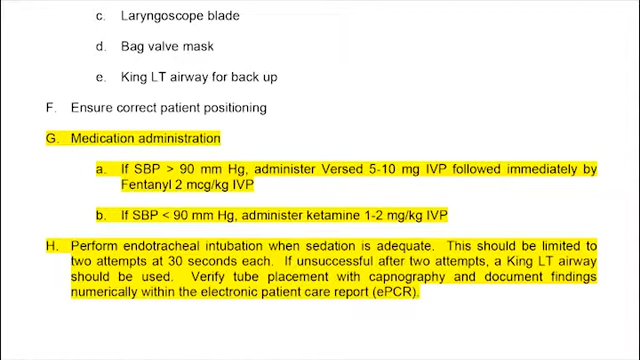 c. Laryngoscope blade
d. Bag valve mask
e. King LT airway for back up
F. Ensure correct patient positioning
G. Medication administration
a. If SBP > 90 mm Hg, administer Versed 5-10 mg IVP followed immediately by
Fentanyl 2 mcg/kg IVP
b. If SBP < 90 mm Hg, administer ketamine 1-2 mg/kg IVP
H. Perform endotracheal intubation when sedation is adequate. This should be limited to
two attempts at 30 seconds each. If unsuccessful after two attempts, a King LT airway
should be used. Verify tube placement with capnography and document findings
numerically within the electronic patient care report (ePCR).